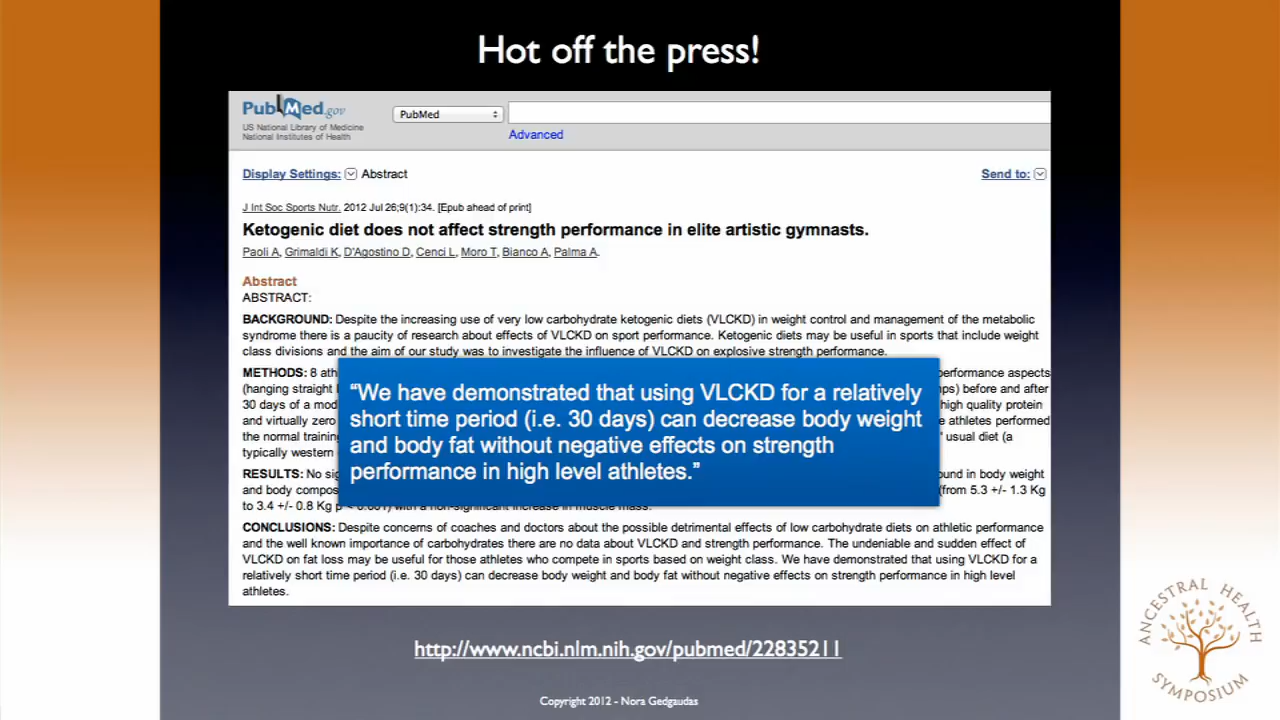 Hot off the press!
PubMed.gov
US National Library of Medicine
National Institutes of Health
PubMed
Advanced
Display Settings: Abstract
Send to:
J Int Soc Sports Nutr. 2012 Jul 26;9(1):34. [Epub ahead of print]
Ketogenic diet does not affect strength performance in elite artistic gymnasts.
Paoli A, Grimaldi K, D'Agostino D, Cenci L, Moro T, Bianco A, Palma A.
Abstract
ABSTRACT:
BACKGROUND: Despite the increasing use of very low carbohydrate ketogenic diets (VLCKD) in weight control and management of the metabolic
syndrome there is a paucity of research about effects of VLCKD on sport performance. Ketogenic diets may be useful in sports that include weight
class divisions and the aim of our study was to investigate the influence of VLCKD on explosive strength performance.
METHODS: 8 performance aspects
(hanging straight before and after
30 days of a high quality protein
and virtually zero athletes performed
the normal usual diet (a
typically western
RESULTS: No found in body weight
and body (from 5.3 +/- 1.3 Kg
to 3.4 +/- 0.8 Kg
“We have demonstrated that using VLCKD for a relatively
short time period (i.e. 30 days) can decrease body weight
and body fat without negative effects on strength
performance in high level athletes.”
CONCLUSIONS: Despite concerns of coaches and doctors about the possible detrimental effects of low carbohydrate diets on athletic performance
and the well known importance of carbohydrates there are no data about VLCKD and strength performance. The undeniable and sudden effect of
VLCKD on fat loss may be useful for those athletes who compete in sports based on weight class. We have demonstrated that using VLCKD for a
relatively short time period (i.e. 30 days) can decrease body weight and body fat without negative effects on strength performance in high level
athletes.
http://www.ncbi.nlm.nih.gov/pubmed/22835211
Copyright 2012 - Nora Gedgaudas
ANCESTRAL HEALTH
SYMPOSIUM